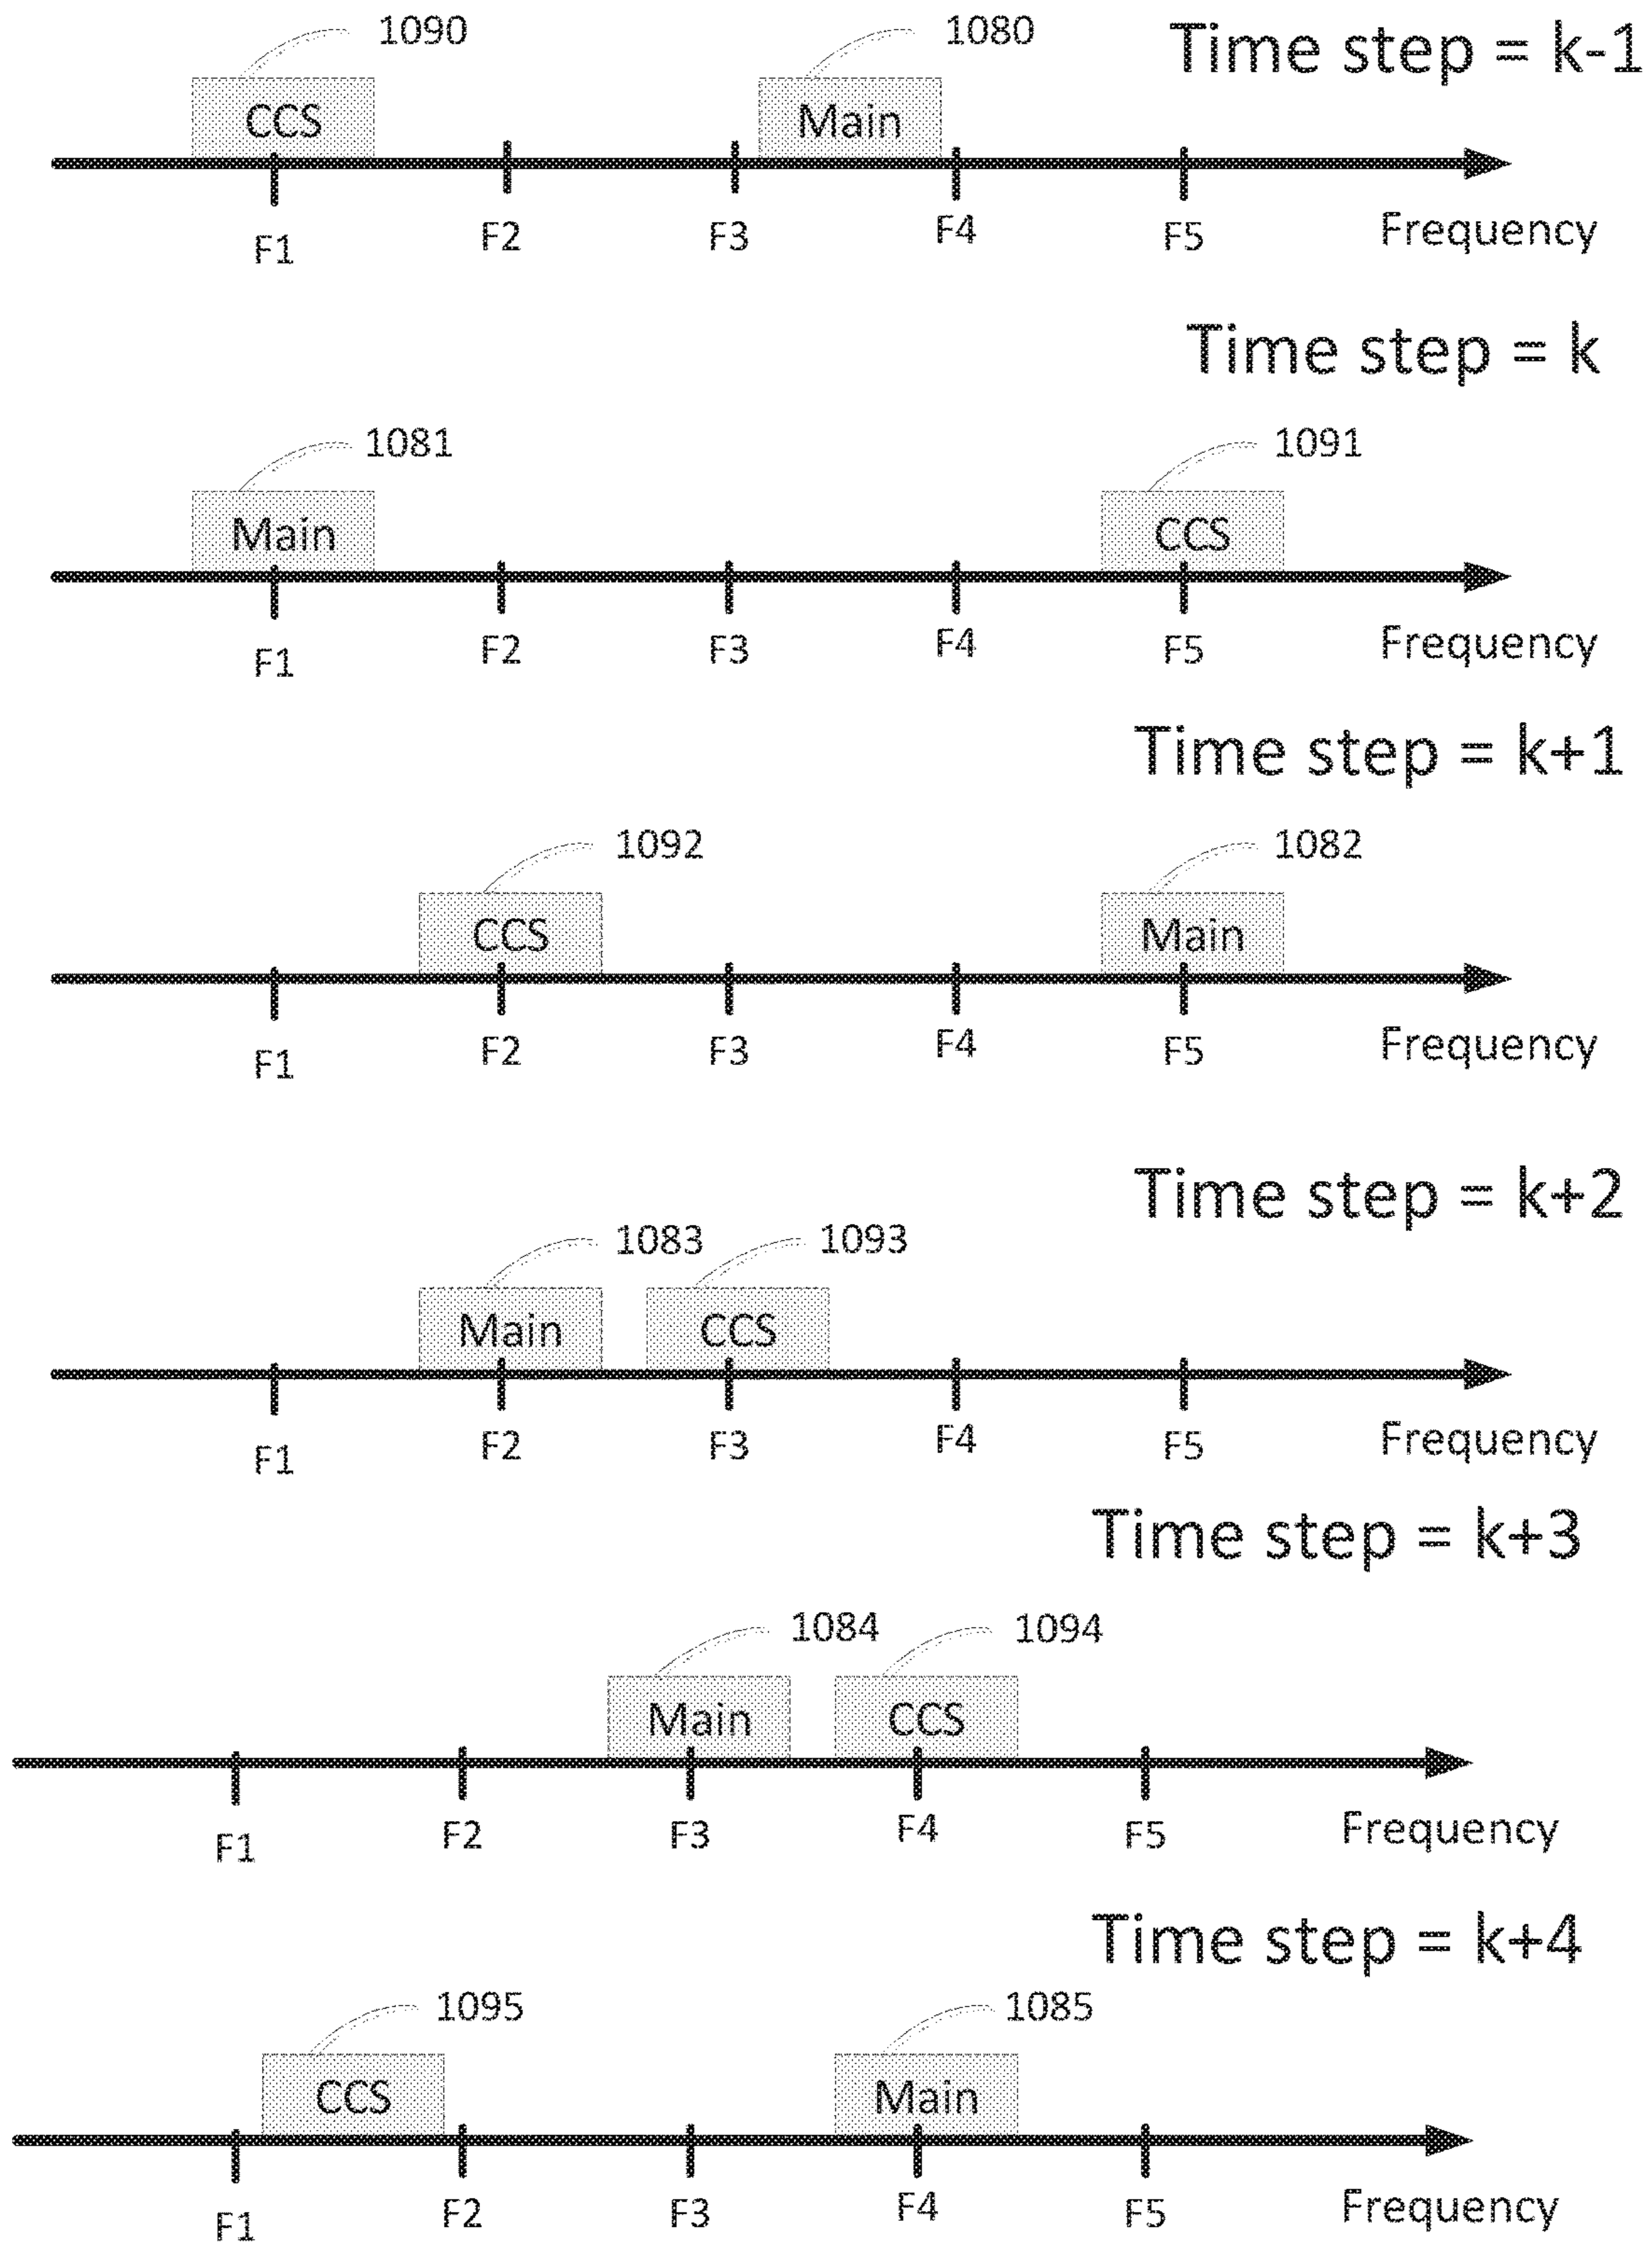 1090 1080 Time step = k-1
CCS Main
F1 F2 F3 F4 F5 Frequency
Time step = k
1081 1091
Main CCS
F1 F2 F3 F4 F5 Frequency
Time step = k+1
1092 1082
CCS Main
F1 F2 F3 F4 F5 Frequency
Time step = k+2
1083 1093
Main CCS
F1 F2 F3 F4 F5 Frequency
Time step = k+3
1084 1094
Main CCS
F1 F2 F3 F4 F5 Frequency
Time step = k+4
1095 1085
CCS Main
F1 F2 F3 F4 F5 Frequency